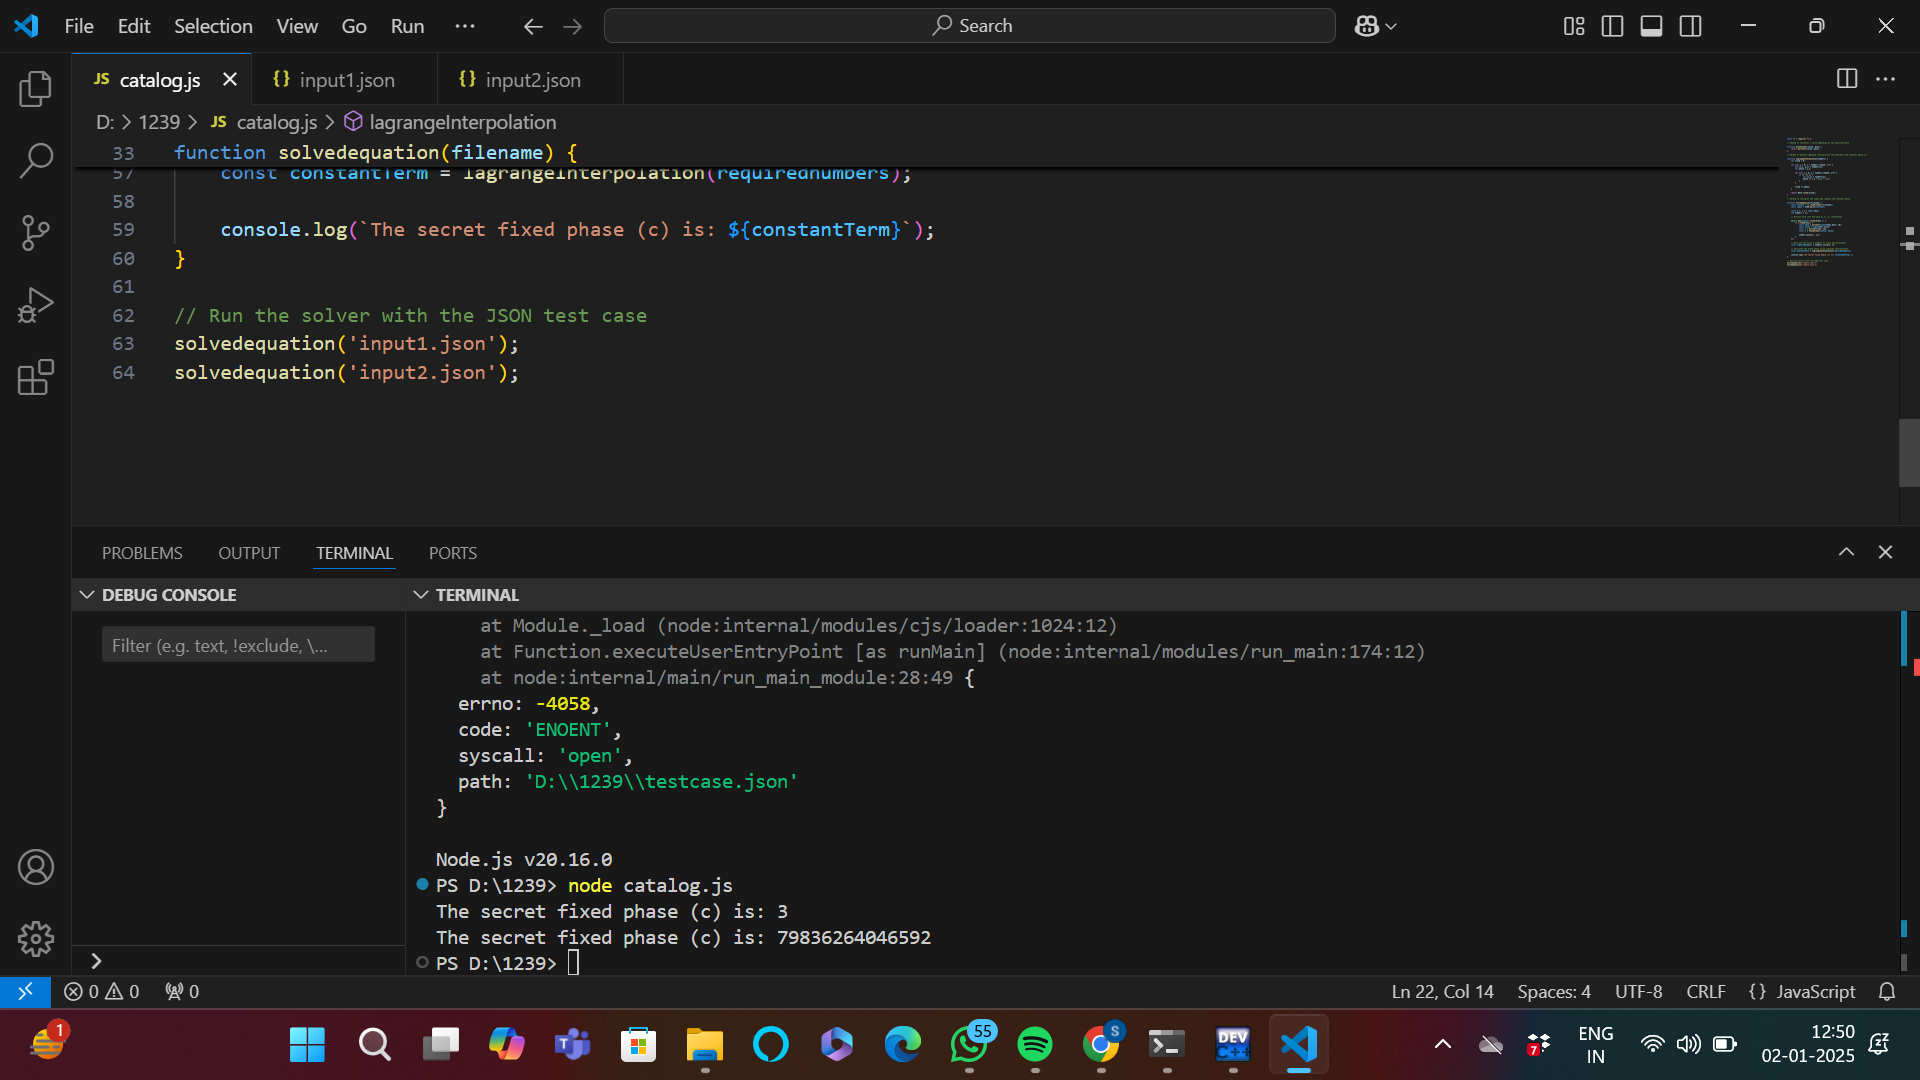 File Edit Selection View Go Run ···
Search
JS catalog.js
{} input1.json
{} input2.json
D: > 1239 > JS catalog.js > lagrangeInterpolation
33 function solvedequation(filename) {
57 const constantTerm = lagrangeInterpolation(requirednumbers);
58
59 console.log(`The secret fixed phase (c) is: ${constantTerm}`);
60 }
61
62 // Run the solver with the JSON test case
63 solvedequation('input1.json');
64 solvedequation('input2.json');
PROBLEMS OUTPUT TERMINAL PORTS
DEBUG CONSOLE
Filter (e.g. text, !exclude, \...
TERMINAL
at Module._load (node:internal/modules/cjs/loader:1024:12)
at Function.executeUserEntryPoint [as runMain] (node:internal/modules/run_main:174:12)
at node:internal/main/run_main_module:28:49 {
errno: -4058,
code: 'ENOENT',
syscall: 'open',
path: 'D:\\1239\\testcase.json'
}
Node.js v20.16.0
PS D:\1239> node catalog.js
The secret fixed phase (c) is: 3
The secret fixed phase (c) is: 79836264046592
PS D:\1239>
0 0 0
Ln 22, Col 14 Spaces: 4 UTF-8 CRLF {} JavaScript
1
55
S
DEV
C++
7
ENG
IN
12:50
02-01-2025